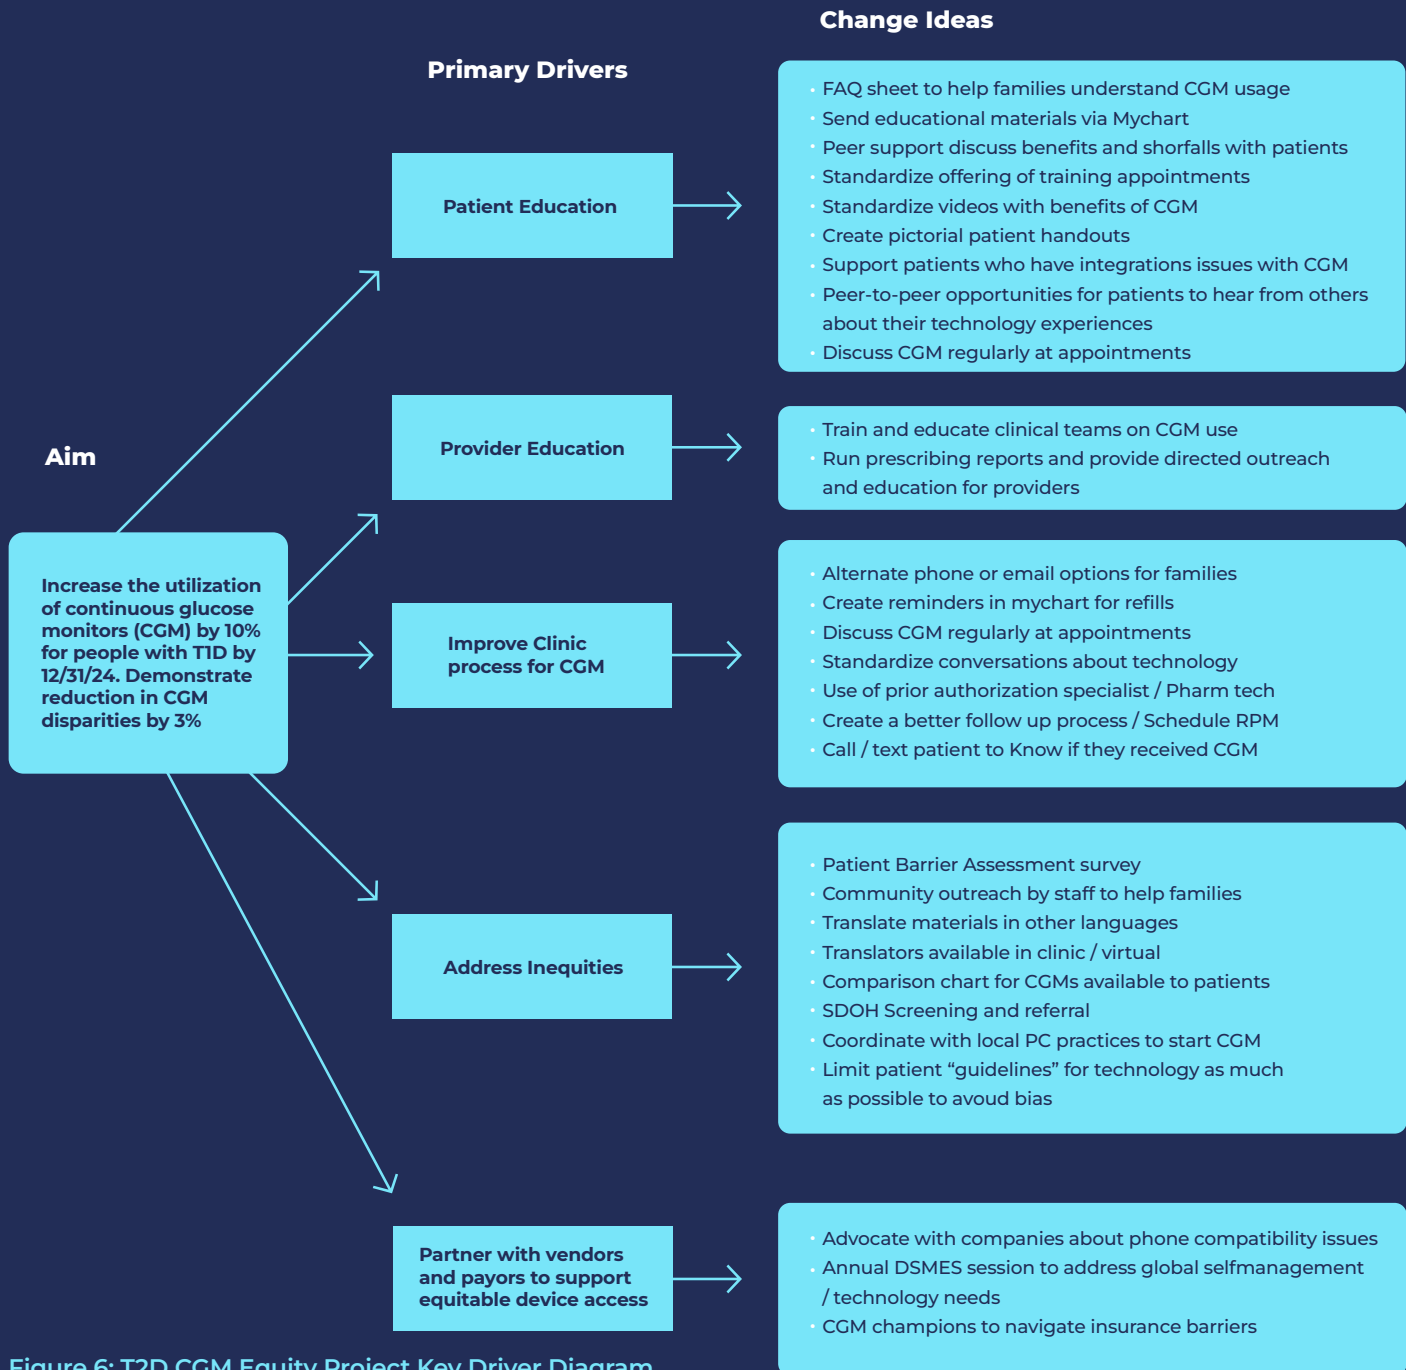 Change Ideas
Primary Drivers
· FAQ sheet to help families understand CGM usage
· Send educational materials via Mychart
· Peer support discuss benefits and shorfalls with patients
· Standardize offering of training appointments
· Standardize videos with benefits of CGM
· Create pictorial patient handouts
· Support patients who have integrations issues with CGM
· Peer-to-peer opportunities for patients to hear from others
about their technology experiences
· Discuss CGM regularly at appointments
Patient Education
Provider Education
· Train and educate clinical teams on CGM use
· Run prescribing reports and provide directed outreach
and education for providers
Aim
Increase the utilization
of continuous glucose
monitors (CGM) by 10%
for people with T1D by
12/31/24. Demonstrate
reduction in CGM
disparities by 3%
Improve Clinic
process for CGM
· Alternate phone or email options for families
· Create reminders in mychart for refills
· Discuss CGM regularly at appointments
· Standardize conversations about technology
· Use of prior authorization specialist / Pharm tech
· Create a better follow up process / Schedule RPM
· Call / text patient to Know if they received CGM
Address Inequities
· Patient Barrier Assessment survey
· Community outreach by staff to help families
· Translate materials in other languages
· Translators available in clinic / virtual
· Comparison chart for CGMs available to patients
· SDOH Screening and referral
· Coordinate with local PC practices to start CGM
· Limit patient “guidelines” for technology as much
as possible to avoud bias
Partner with vendors
and payors to support
equitable device access
· Advocate with companies about phone compatibility issues
· Annual DSMES session to address global selfmanagement
/ technology needs
· CGM champions to navigate insurance barriers
Figure 6: T2D CGM Equity Project Key Driver Diagram